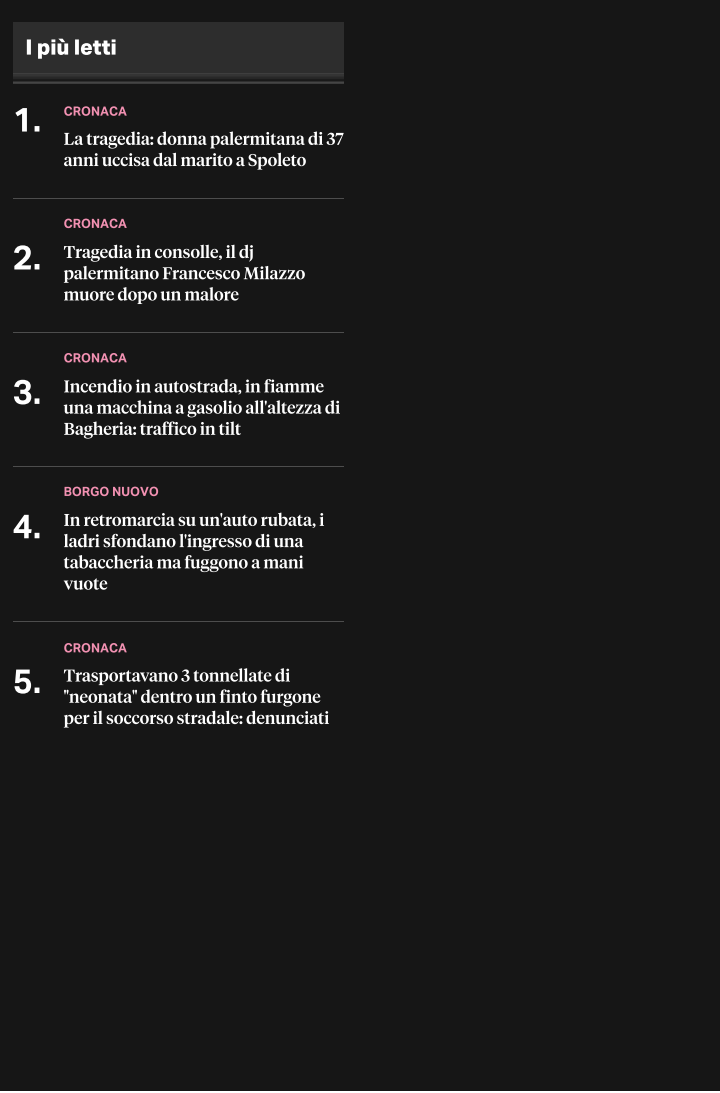 I più letti
1.
CRONACA
La tragedia: donna palermitana di 37
anni uccisa dal marito a Spoleto
2.
CRONACA
Tragedia in consolle, il dj
palermitano Francesco Milazzo
muore dopo un malore
3.
CRONACA
Incendio in autostrada, in fiamme
una macchina a gasolio all'altezza di
Bagheria: traffico in tilt
4.
BORGO NUOVO
In retromarcia su un'auto rubata, i
ladri sfondano l'ingresso di una
tabaccheria ma fuggono a mani
vuote
5.
CRONACA
Trasportavano 3 tonnellate di
"neonata" dentro un finto furgone
per il soccorso stradale: denunciati